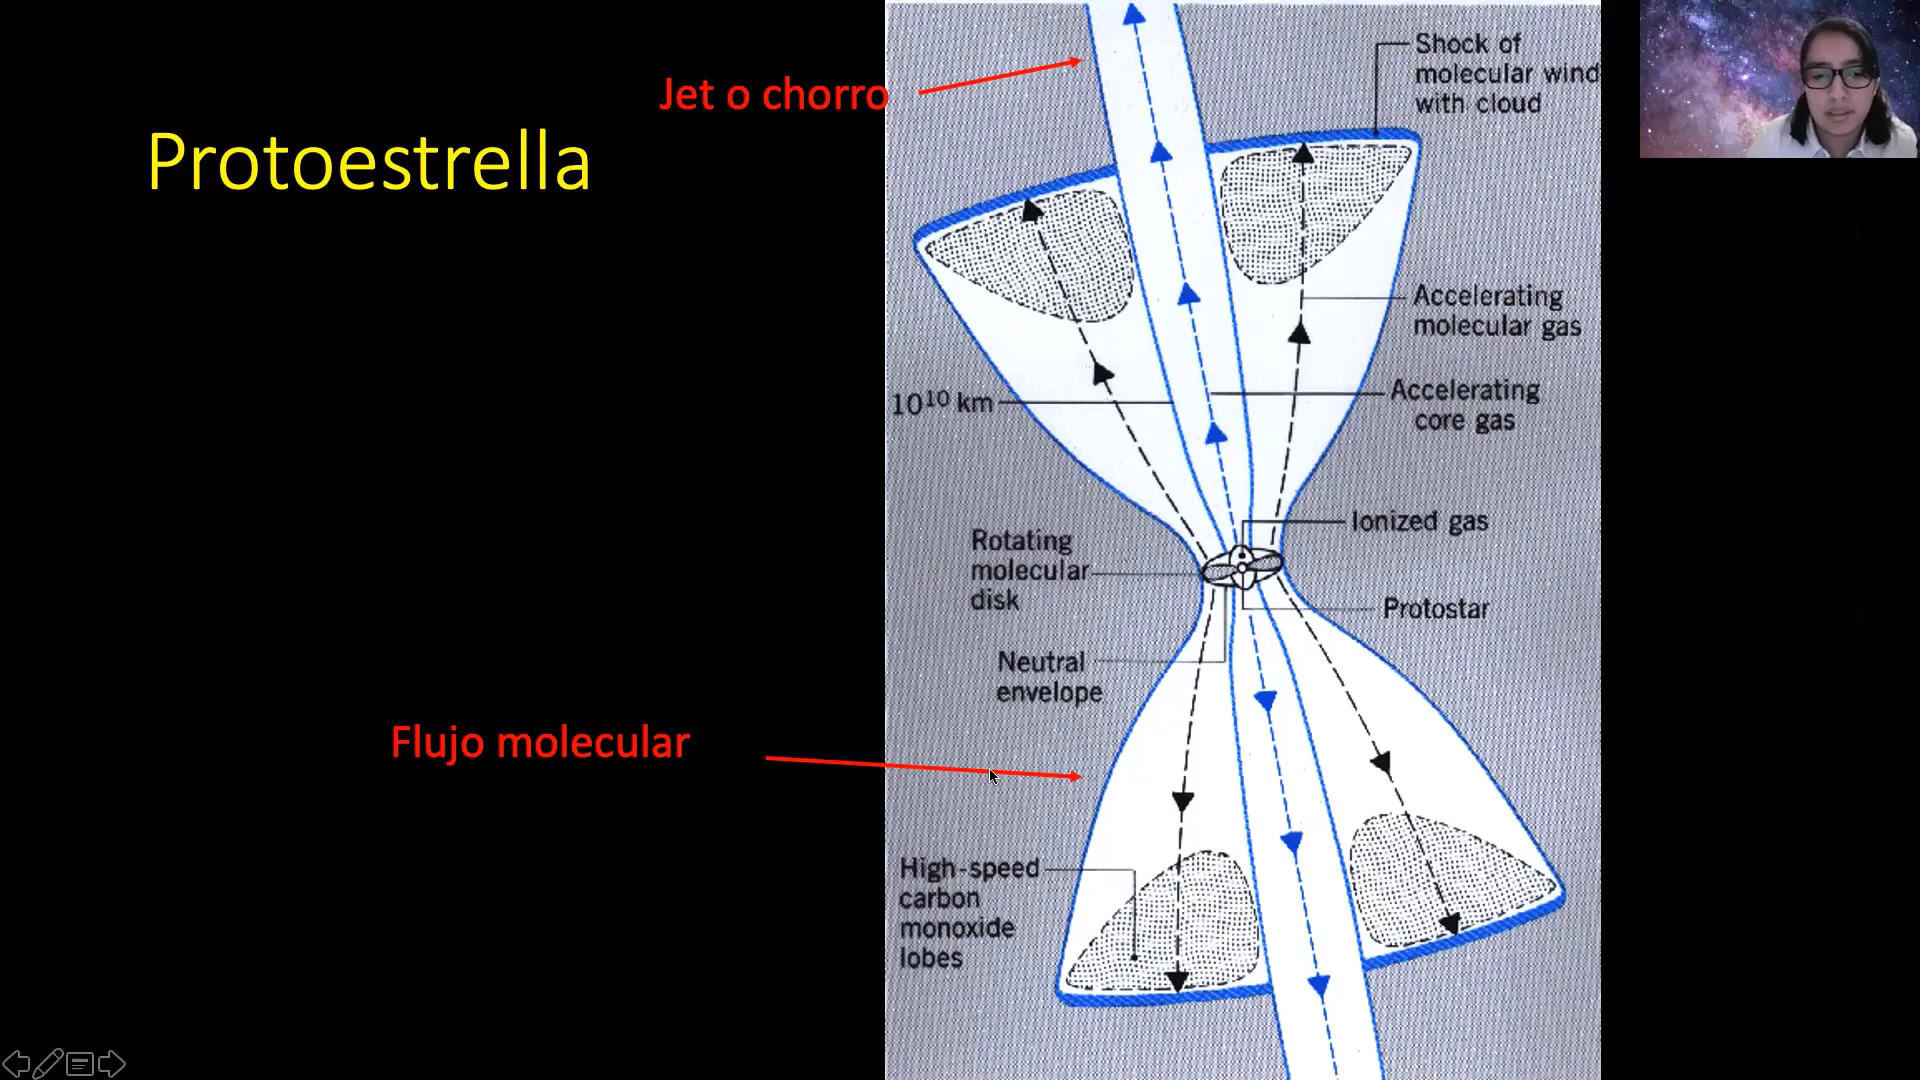 Protoestrella
Jet o chorro
Shock of
molecular wind
with cloud
Accelerating
molecular gas
10¹⁰ km
Accelerating
core gas
Ionized gas
Rotating
molecular
disk
Protostar
Neutral
envelope
Flujo molecular
High-speed
carbon
monoxide
lobes